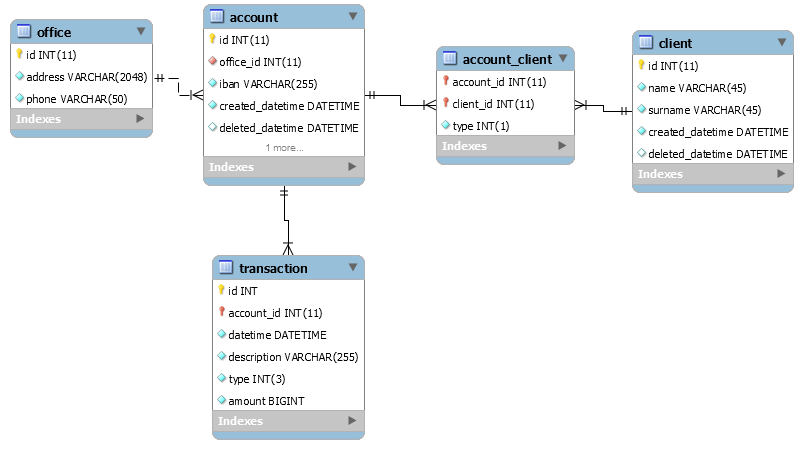 office
id INT(11)
address VARCHAR(2048)
phone VARCHAR(50)
Indexes
account
id INT(11)
office_id INT(11)
iban VARCHAR(255)
created_datetime DATETIME
deleted_datetime DATETIME
1 more...
Indexes
account_client
account_id INT(11)
client_id INT(11)
type INT(1)
Indexes
client
id INT(11)
name VARCHAR(45)
surname VARCHAR(45)
created_datetime DATETIME
deleted_datetime DATETIME
Indexes
transaction
id INT
account_id INT(11)
datetime DATETIME
description VARCHAR(255)
type INT(3)
amount BIGINT
Indexes